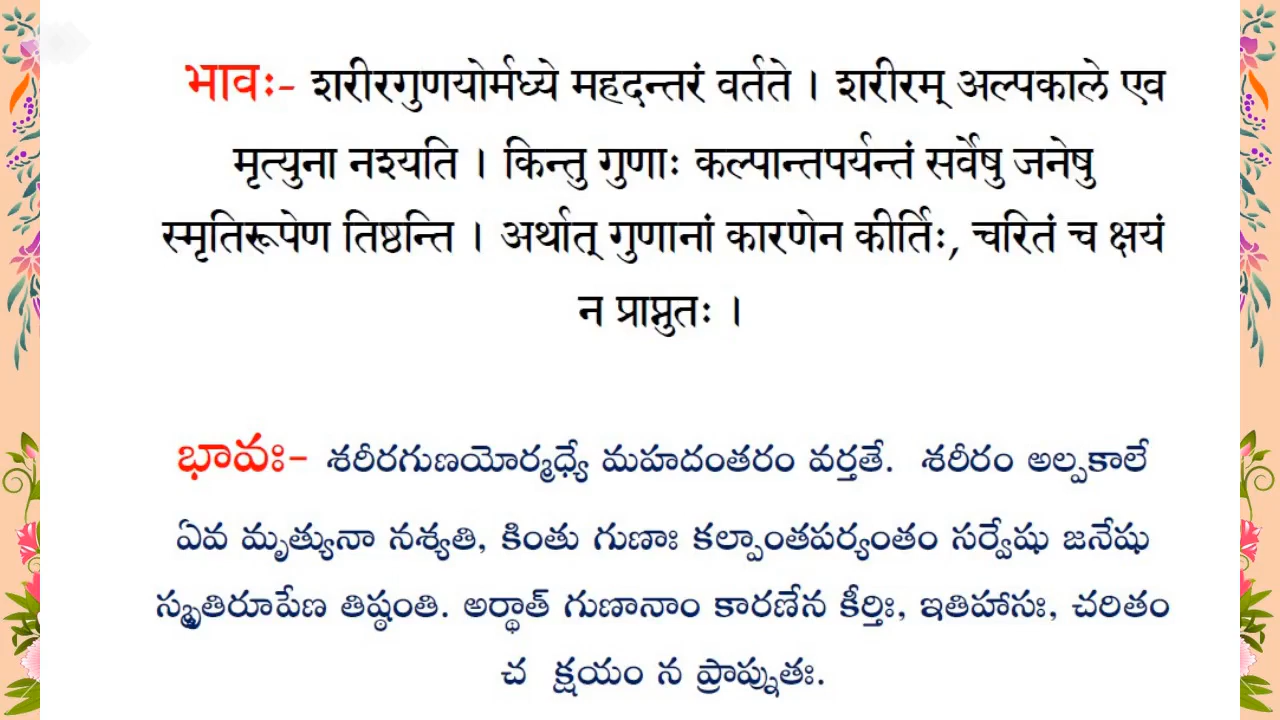 भावः- शरीरगुणयोर्मध्ये महदन्तरं वर्तते । शरीरम् अल्पकाले एव
मृत्युना नश्यति । किन्तु गुणाः कल्पान्तपर्यन्तं सर्वेषु जनेषु
स्मृतिरूपेण तिष्ठन्ति । अर्थात् गुणानां कारणेन कीर्तिः, चरितं च क्षयं
न प्राप्नुतः ।
భావః- శరీరగుణయోర్మధ్యే మహదంతరం వర్తతే. శరీరం అల్పకాలే
ఏవ మృత్యునా నశ్యతి, కింతు గుణాః కల్పాంతపర్యంతం సర్వేషు జనేషు
స్మృతిరూపేణ తిష్ఠంతి. అర్థాత్ గుణానాం కారణేన కీర్తిః, ఇతిహాసః, చరితం
చ క్షయం న ప్రాప్నుతః.